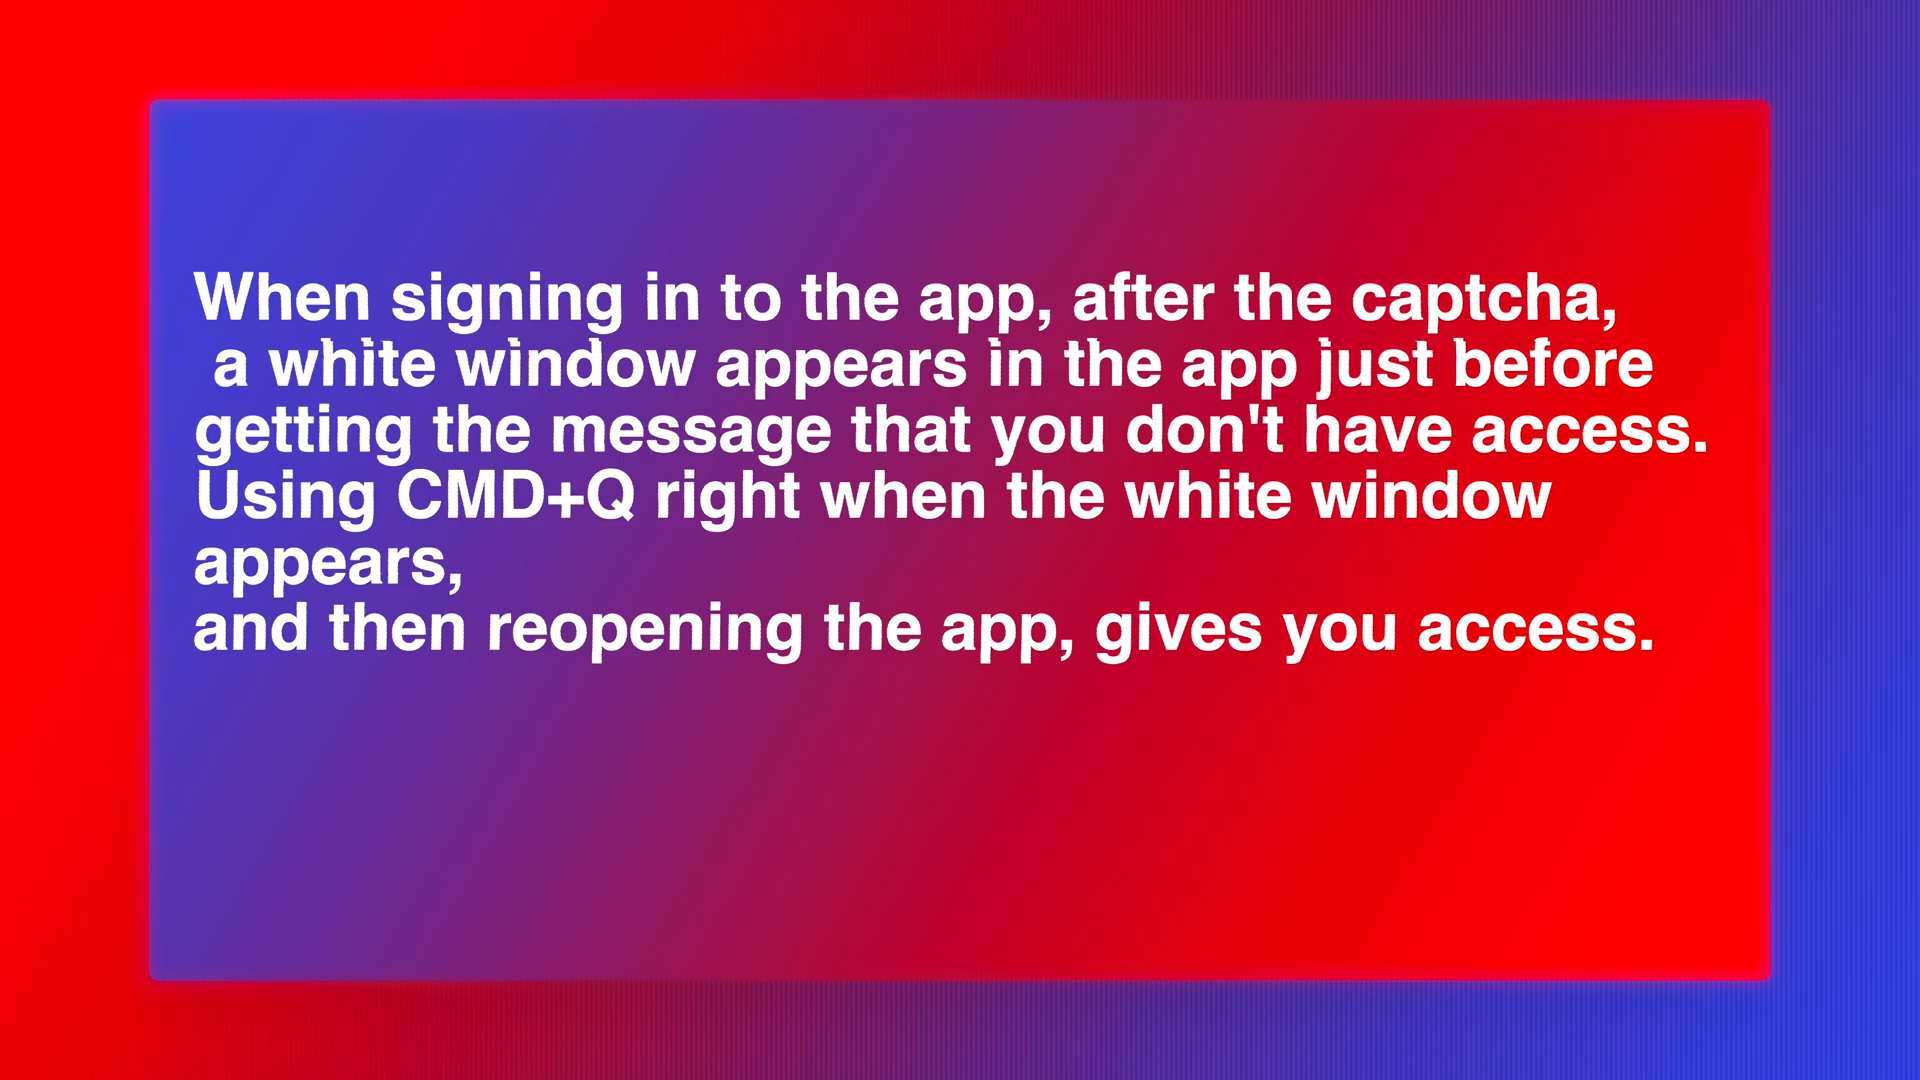 When signing in to the app, after the captcha,
a white window appears in the app just before
getting the message that you don't have access.
Using CMD+Q right when the white window
appears,
and then reopening the app, gives you access.